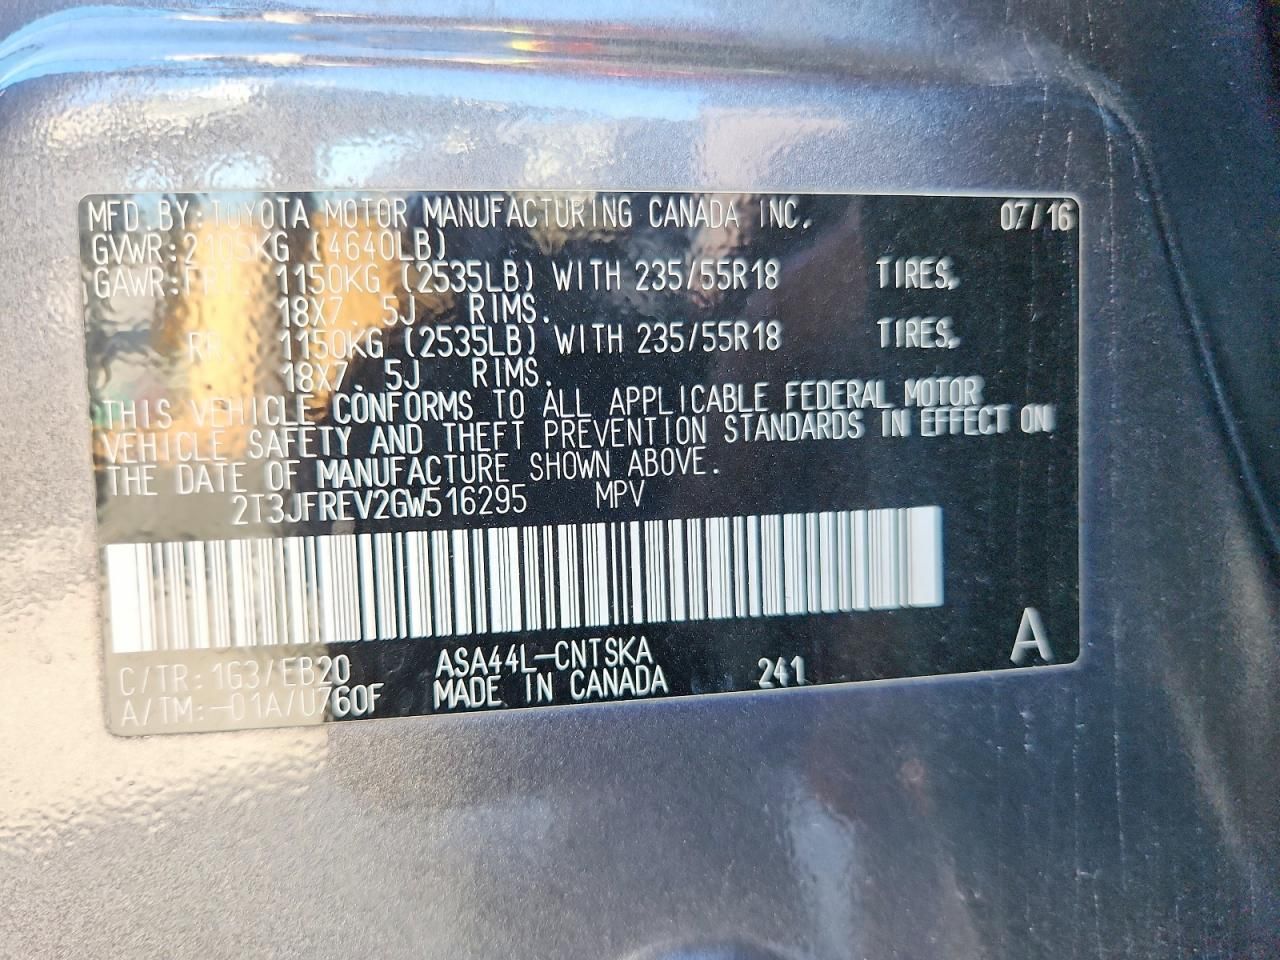 MFD.BY:TOYOTA MOTOR MANUFACTURING CANADA INC. 07/16
GVWR:2105KG (4640LB)
GAWR:FRT. 1150KG (2535LB) WITH 235/55R18 TIRES,
18X7. 5J RIMS.
RR. 1150KG (2535LB) WITH 235/55R18 TIRES,
18X7. 5J RIMS.
THIS VEHICLE CONFORMS TO ALL APPLICABLE FEDERAL MOTOR
VEHICLE SAFETY AND THEFT PREVENTION STANDARDS IN EFFECT ON
THE DATE OF MANUFACTURE SHOWN ABOVE.
2T3JFREV2GW516295 MPV
C/TR:1G3/EB20 ASA44L-CNTSKA 241 A
A/TM:-01A/U760F MADE IN CANADA